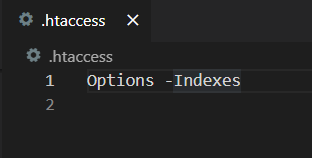 .htaccess
.htaccess
1 Options -Indexes
2